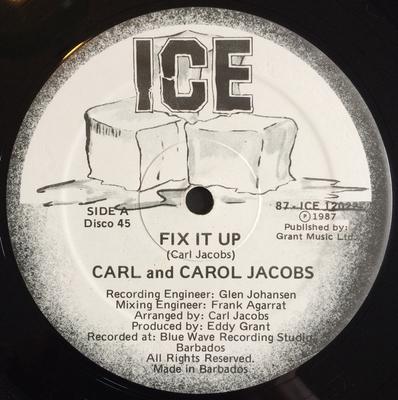 ICE
SIDE A
Disco 45
87-ICE
℗1987
Published by:
Grant Music Ltd.
FIX IT UP
(Carl Jacobs)
CARL and CAROL JACOBS
Recording Engineer: Glen Johansen
Mixing Engineer: Frank Agarrat
Arranged by: Carl Jacobs
Produced by: Eddy Grant
Recorded at: Blue Wave Recording Studio
Barbados
All Rights Reserved.
Made in Barbados